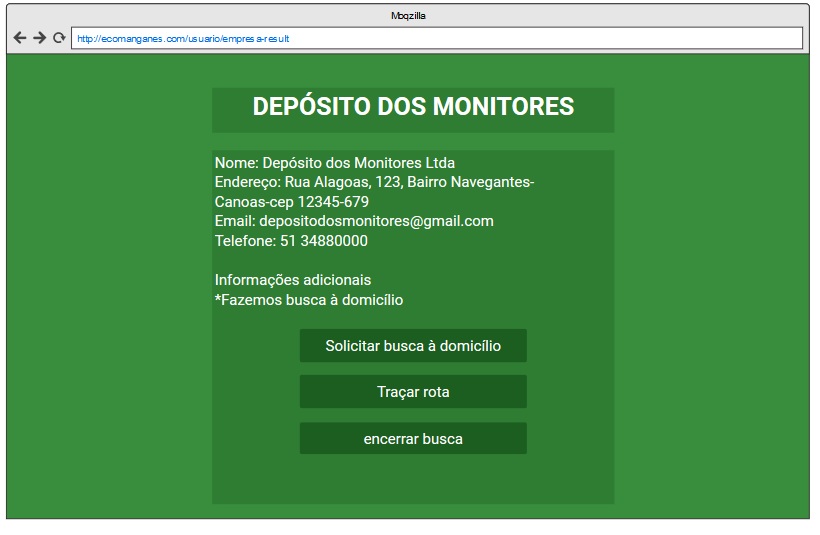 Moqzilla
http://ecomanganes.com/usuario/empresa-result
DEPÓSITO DOS MONITORES
Nome: Depósito dos Monitores Ltda
Endereço: Rua Alagoas, 123, Bairro Navegantes-
Canoas-cep 12345-679
Email: depositodosmonitores@gmail.com
Telefone: 51 34880000
Informações adicionais
*Fazemos busca à domicílio
Solicitar busca à domicílio
Traçar rota
encerrar busca